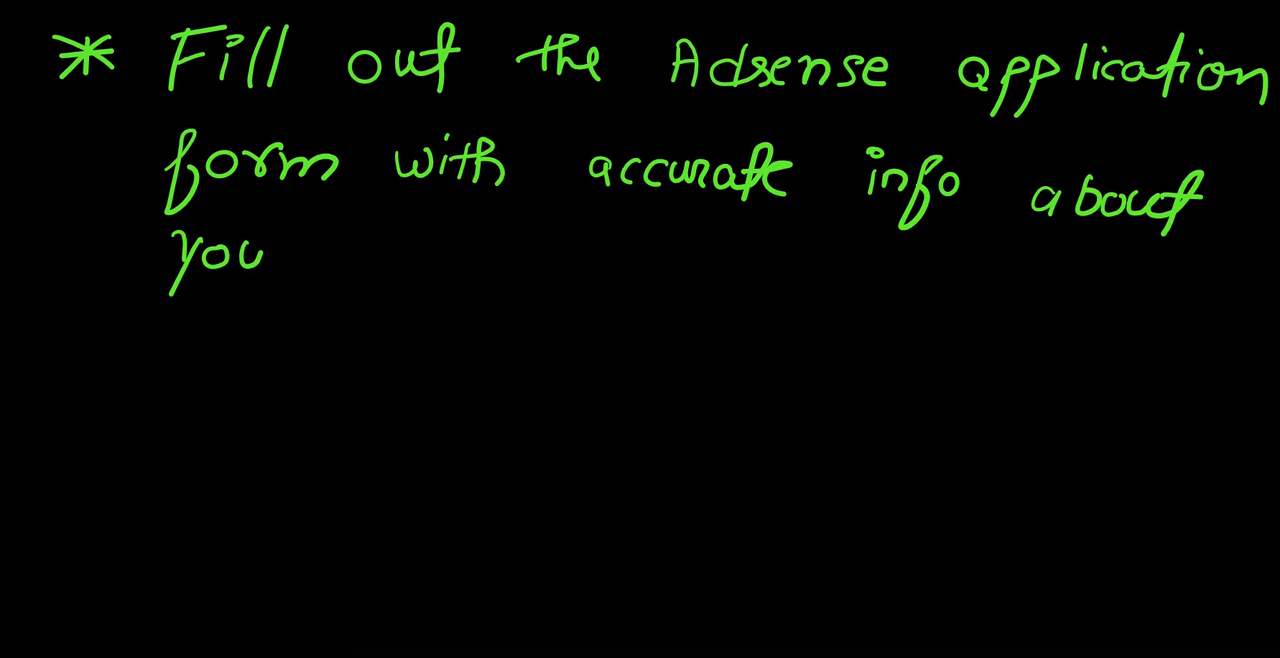 * Fill out the Adsense application
form with accurate info about
you